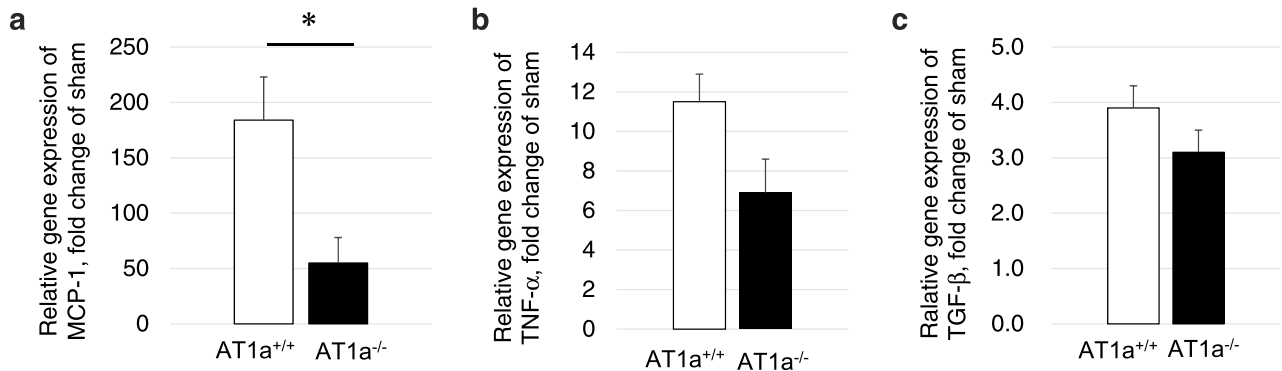 a
Relative gene expression of
MCP-1, fold change of sham
250
200
150
100
50
0
*
AT1a+/+ AT1a-/-
b
Relative gene expression of
TNF-α, fold change of sham
14
12
10
8
6
4
2
0
AT1a+/+ AT1a-/-
c
Ralative gene expression of
TGF-β, fold change of sham
5.0
4.0
3.0
2.0
1.0
0.0
AT1a+/+ AT1a-/-